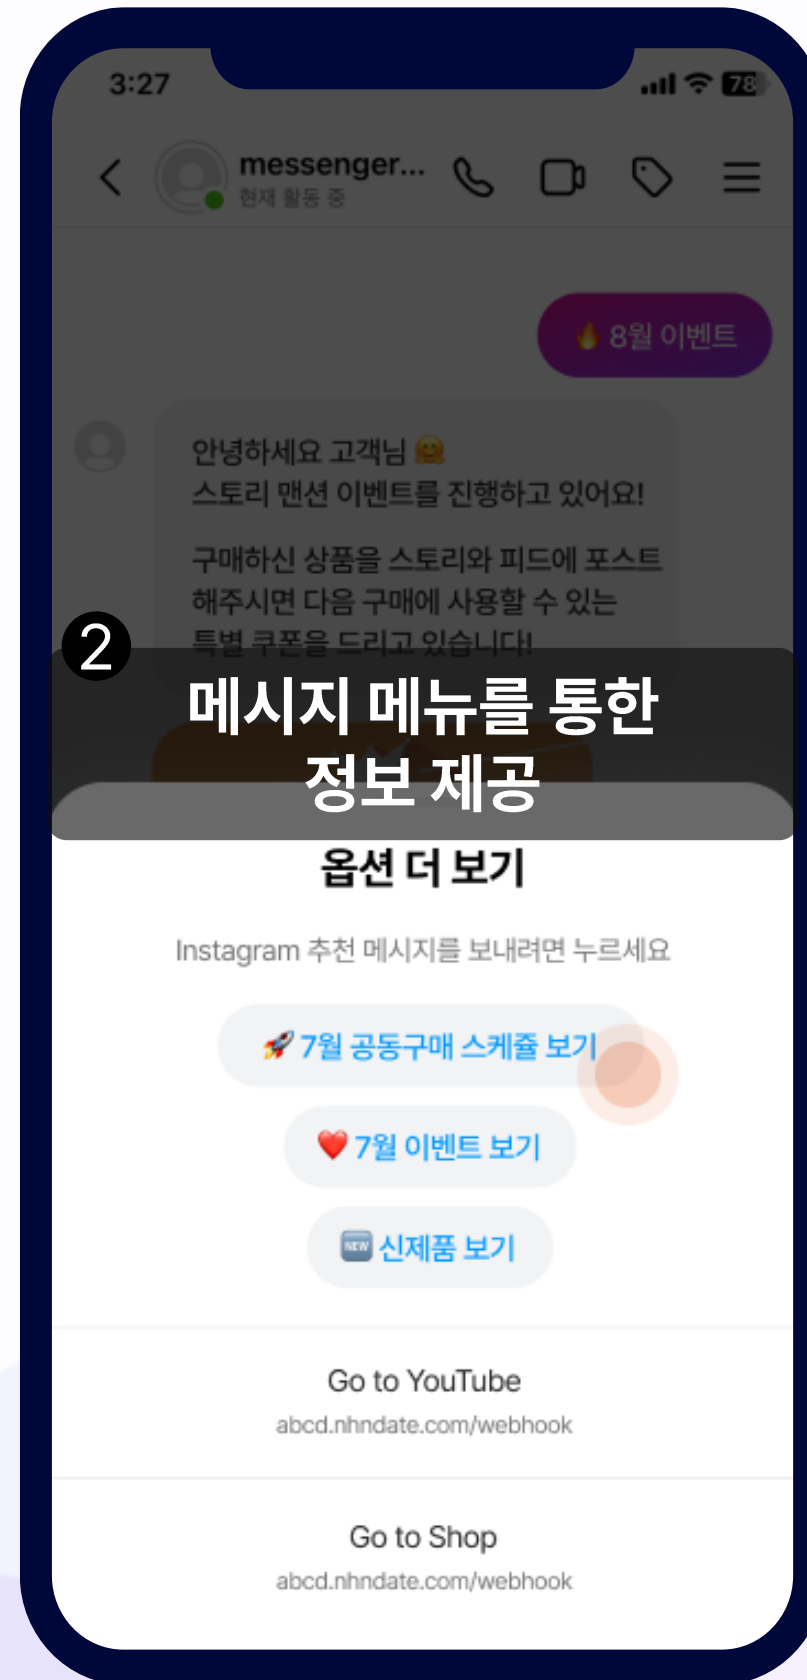 3:27
78
messenger...
현재 활동 중
🔥 8월 이벤트
안녕하세요 고객님 🤗
스토리 맨션 이벤트를 진행하고 있어요!
구매하신 상품을 스토리와 피드에 포스트
해주시면 다음 구매에 사용할 수 있는
특별 쿠폰을 드리고 있습니다!
2
메시지 메뉴를 통한
정보 제공
옵션 더 보기
Instagram 추천 메시지를 보내려면 누르세요
🚀 7월 공동구매 스케쥴 보기
❤️ 7월 이벤트 보기
🆕 신제품 보기
Go to YouTube
abcd.nhndate.com/webhook
Go to Shop
abcd.nhndate.com/webhook